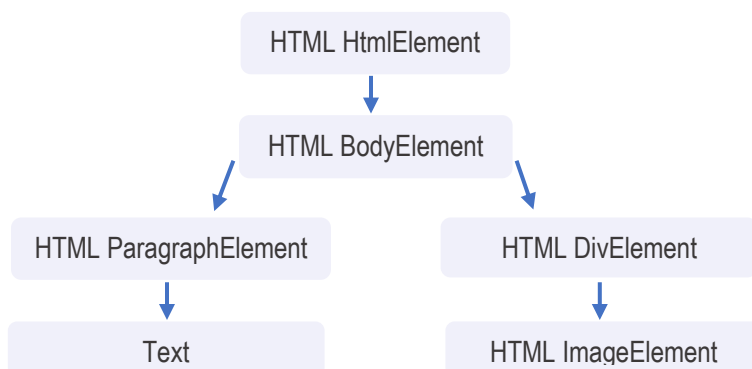 HTML HtmlElement
HTML BodyElement
HTML ParagraphElement
HTML DivElement
Text
HTML ImageElement